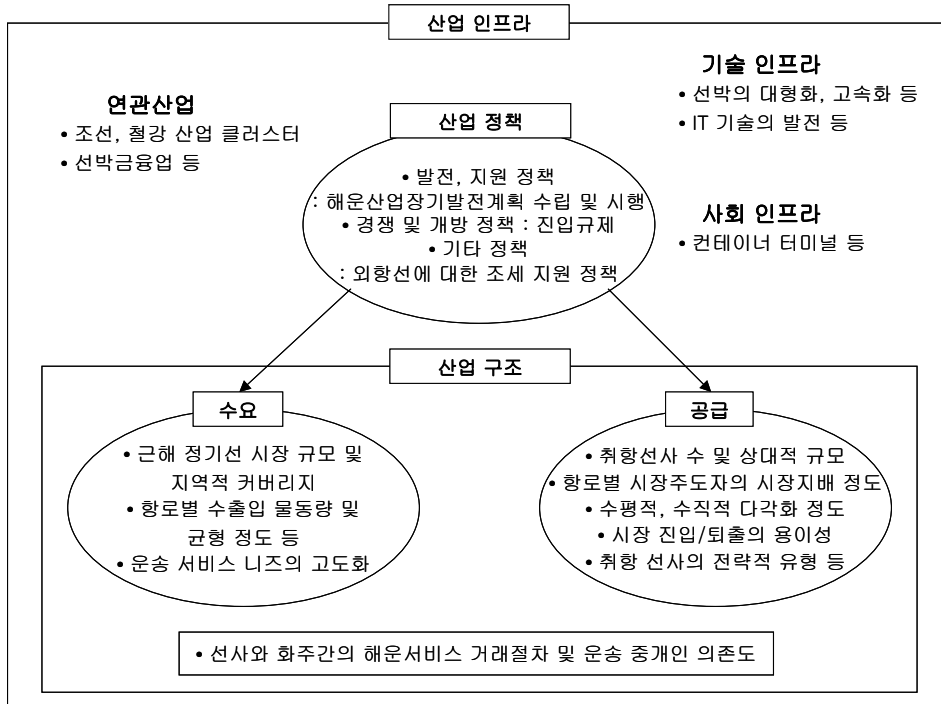 산업 인프라
연관산업
• 조선, 철강 산업 클러스터
• 선박금융업 등
기술 인프라
• 선박의 대형화, 고속화 등
• IT 기술의 발전 등
사회 인프라
• 컨테이너 터미널 등
산업 정책
• 발전, 지원 정책
: 해운산업장기발전계획 수립 및 시행
• 경쟁 및 개방 정책 : 진입규제
• 기타 정책
: 외항선에 대한 조세 지원 정책
산업 구조
수요
• 근해 정기선 시장 규모 및
지역적 커버리지
• 항로별 수출입 물동량 및
균형 정도 등
• 운송 서비스 니즈의 고도화
공급
• 취항선사 수 및 상대적 규모
• 항로별 시장주도자의 시장지배 정도
• 수평적, 수직적 다각화 정도
• 시장 진입/퇴출의 용이성
• 취항 선사의 전략적 유형 등
• 선사와 화주간의 해운서비스 거래절차 및 운송 중개인 의존도